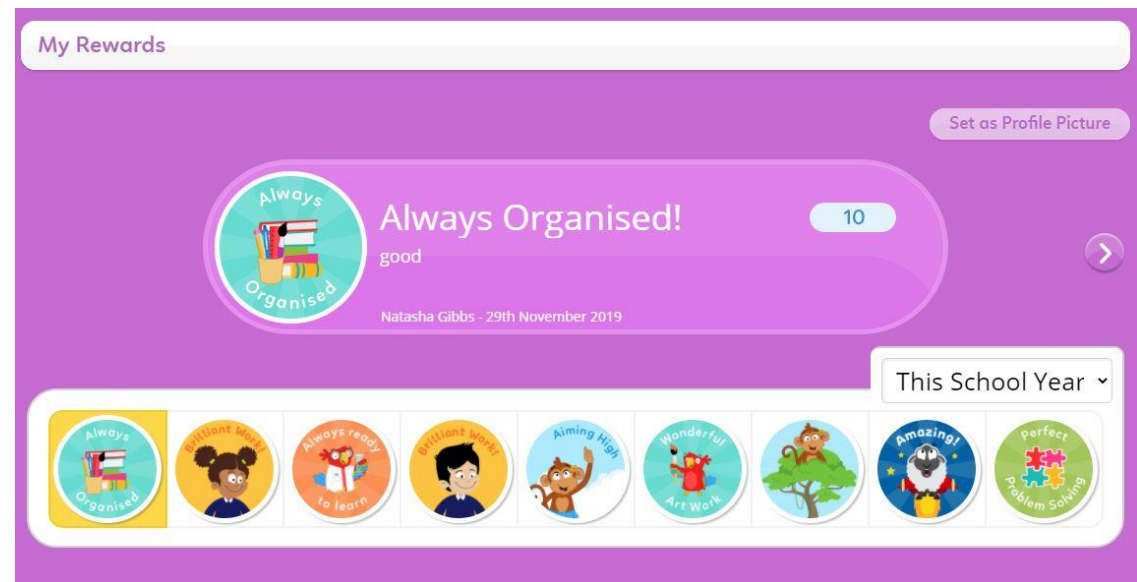 My Rewards
Set as Profile Picture
Always
Organised
Always Organised!
10
good
Natasha Gibbs - 29th November 2019
This School Year
Always
Organised
Brilliant Work!
Always ready
to learn
Brilliant Work!
Aiming High
Wonderful
Art Work
Amazing!
Perfect
Problem Solving